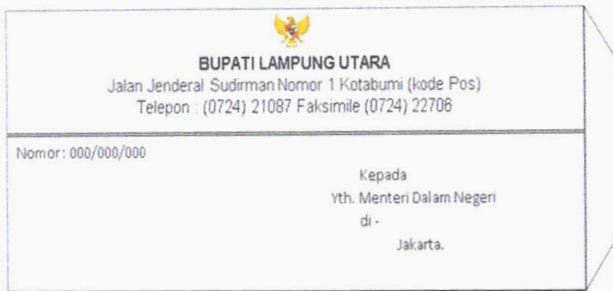 BUPATI LAMPUNG UTARA
Jalan Jenderal Sudirman Nomor 1 Kotabumi (kode Pos)
Telepon : (0724) 21087 Faksimile (0724) 22706
Nomor : 000/000/000
Kepada
Yth. Menteri Dalam Negeri
di -
Jakarta.